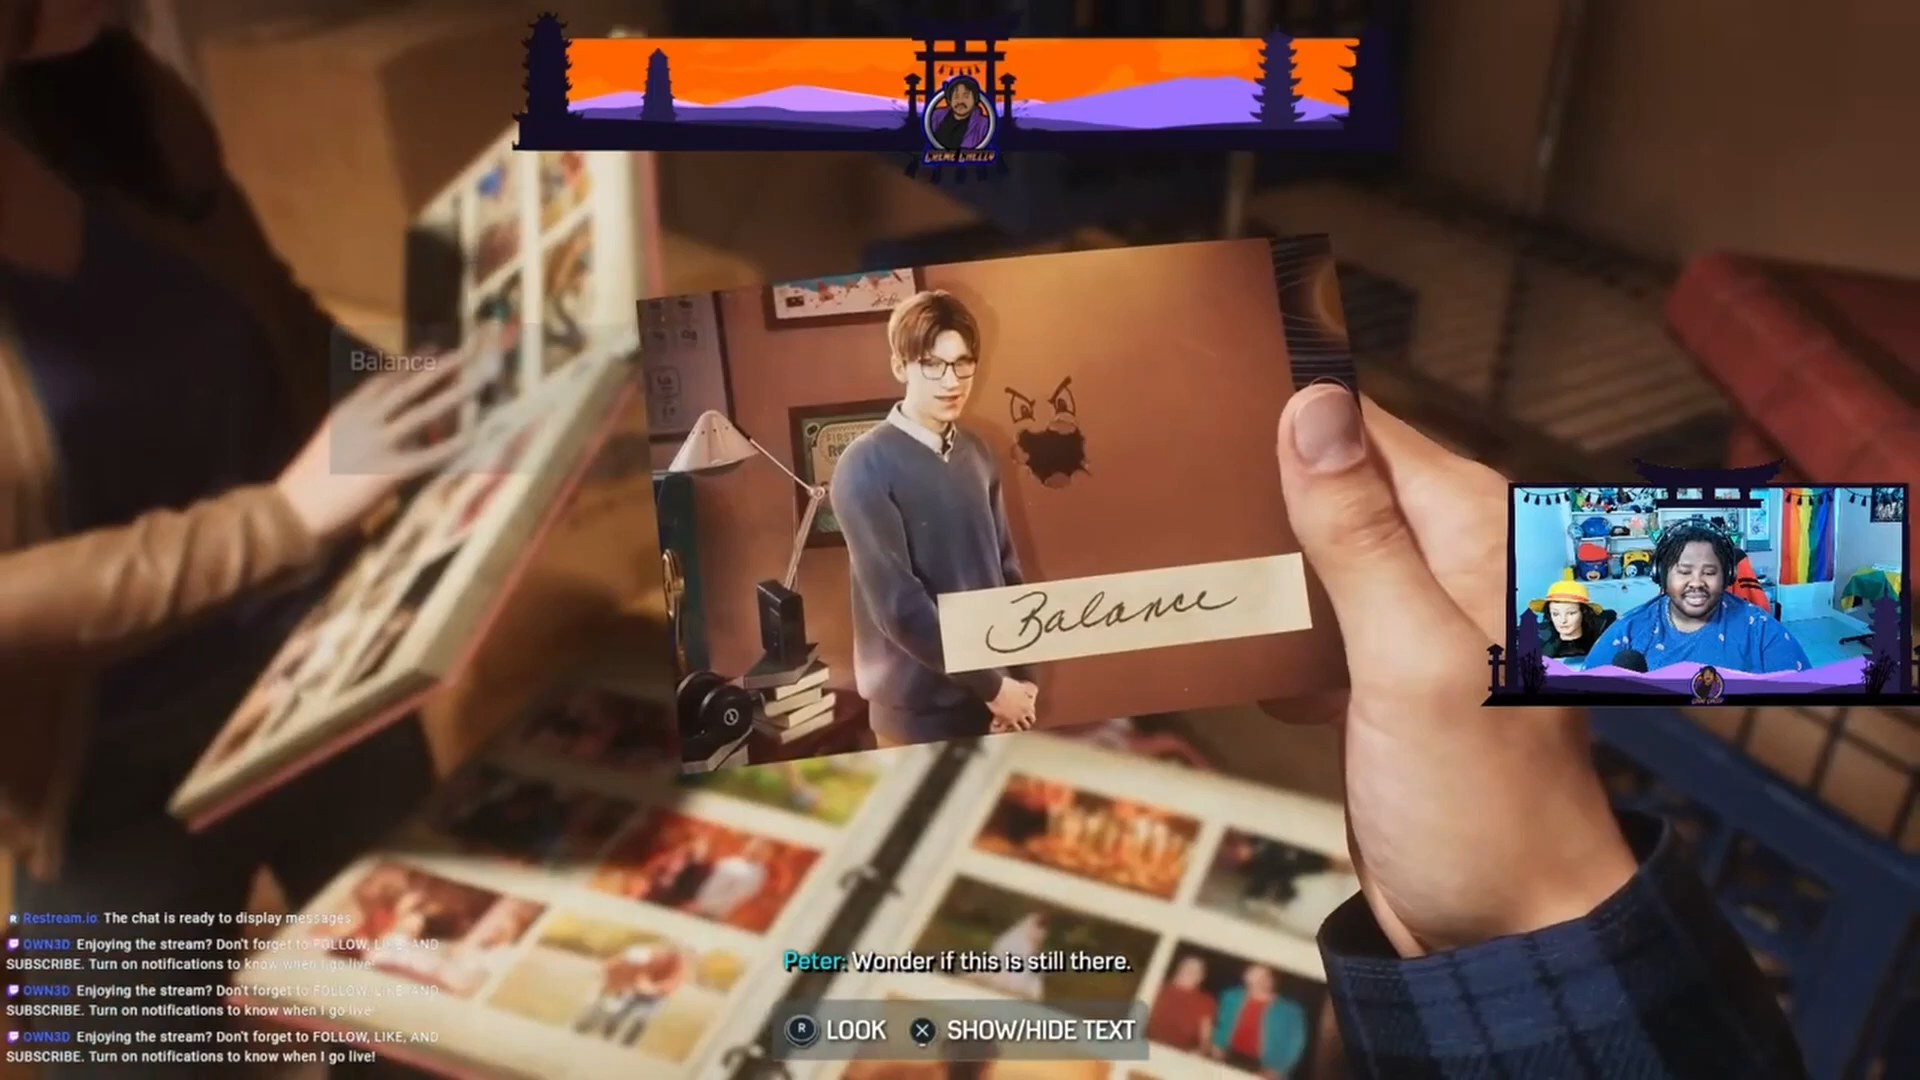 CHEME CHELLY
Balance
FIRST
RO
Balance
Restream.io The chat is ready to display messages
OWN3D Enjoying the stream? Don't forget to FOLLOW, LIKE, AND
SUBSCRIBE. Turn on notifications to know when I go live!
OWN3D Enjoying the stream? Don't forget to FOLLOW, LIKE, AND
SUBSCRIBE. Turn on notifications to know when I go live!
OWN3D Enjoying the stream? Don't forget to FOLLOW, LIKE, AND
SUBSCRIBE. Turn on notifications to know when I go live!
Peter: Wonder if this is still there.
R LOOK X SHOW/HIDE TEXT